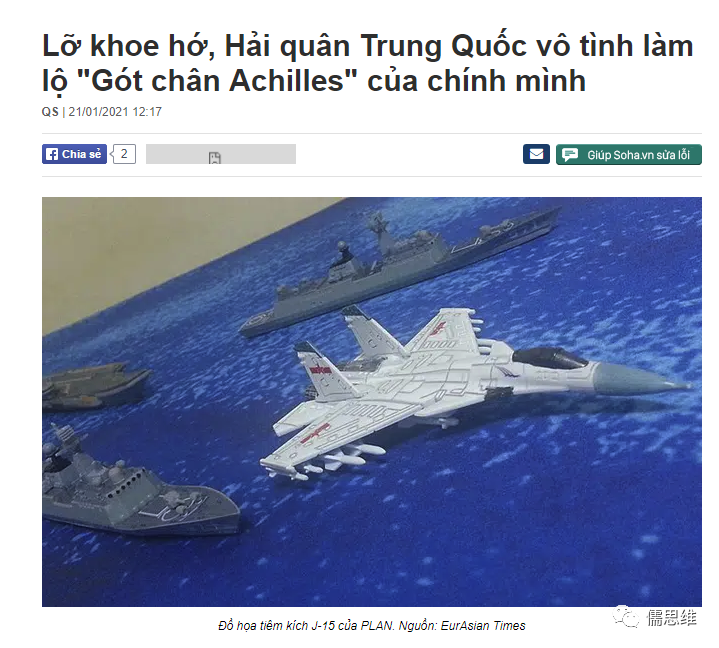 Lỡ khoe hớ, Hải quân Trung Quốc vô tình làm
lộ "Gót chân Achilles" của chính mình
QS | 21/01/2021 12:17
Chia sẻ
2
Giúp Soha.vn sửa lỗi
Đồ họa tiêm kích J-15 của PLAN. Nguồn: EurAsian Times
儒思维